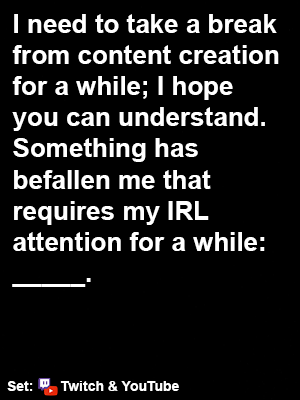 I need to take a break
from content creation
for a while; I hope
you can understand.
Something has
befallen me that
requires my IRL
attention for a while:
_____.
Set: Twitch & YouTube